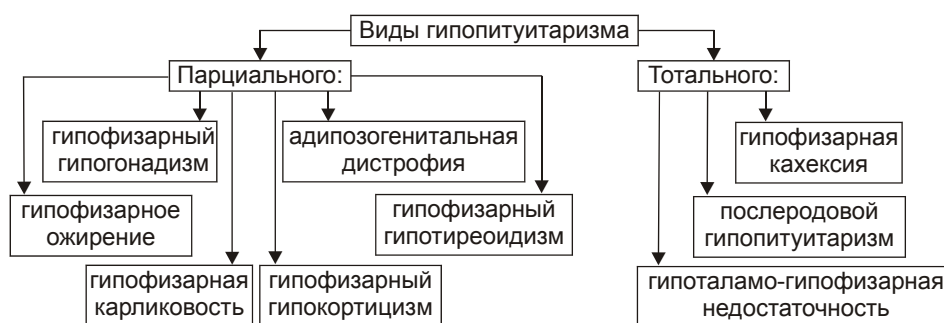 Виды гипопитуитаризма
Парциального:
Тотального:
гипофизарный
гипогонадизм
адипозогенитальная
дистрофия
гипофизарная
кахексия
гипофизарное
ожирение
гипофизарный
гипотиреоидизм
послеродовой
гипопитуитаризм
гипофизарная
карликовость
гипофизарный
гипокортицизм
гипоталамо-гипофизарная
недостаточность